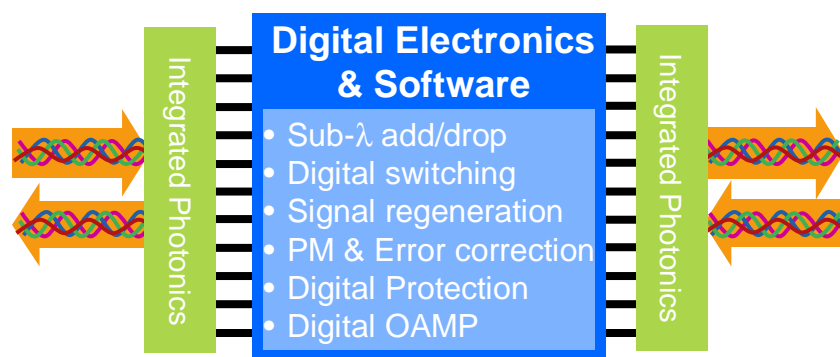 Digital Electronics
& Software
Integrated Photonics
• Sub-λ add/drop
• Digital switching
• Signal regeneration
• PM & Error correction
• Digital Protection
• Digital OAMP
Integrated Photonics